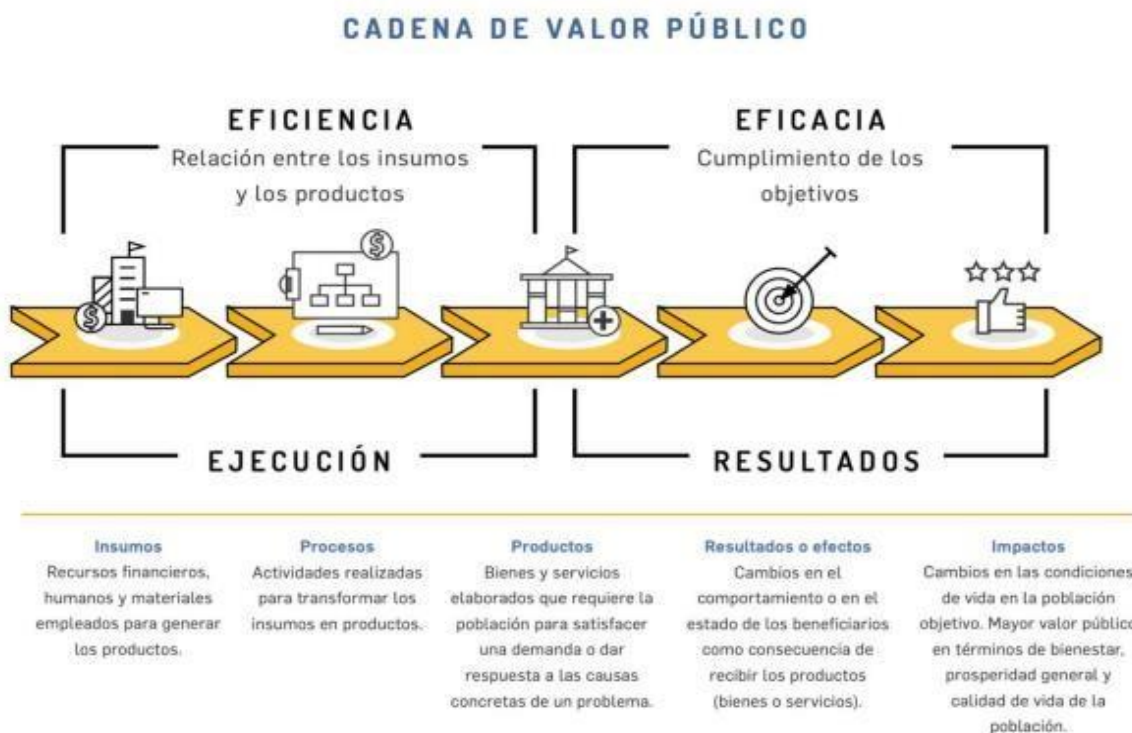 CADENA DE VALOR PÚBLICO
EFICIENCIA
Relación entre los insumos
y los productos
EFICACIA
Cumplimiento de los
objetivos
$
$
EJECUCIÓN
RESULTADOS
Insumos
Recursos financieros,
humanos y materiales
empleados para generar
los productos.
Procesos
Actividades realizadas
para transformar los
insumos en productos.
Productos
Bienes y servicios
elaborados que requiere la
población para satisfacer
una demanda o dar
respuesta a las causas
concretas de un problema.
Resultados o efectos
Cambios en el
comportamiento o en el
estado de los beneficiarios
como consecuencia de
recibir los productos
(bienes o servicios).
Impactos
Cambios en las condiciones
de vida en la población
objetivo. Mayor valor público
en términos de bienestar,
prosperidad general y
calidad de vida de la
población.